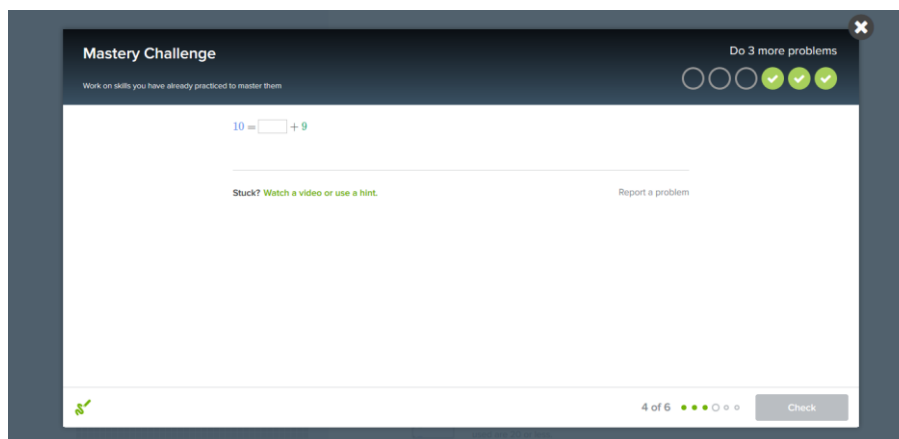 Mastery Challenge
Do 3 more problems
Work on skills you have already practiced to master them
10 = + 9
Stuck? Watch a video or use a hint.
Report a problem
4 of 6
Check